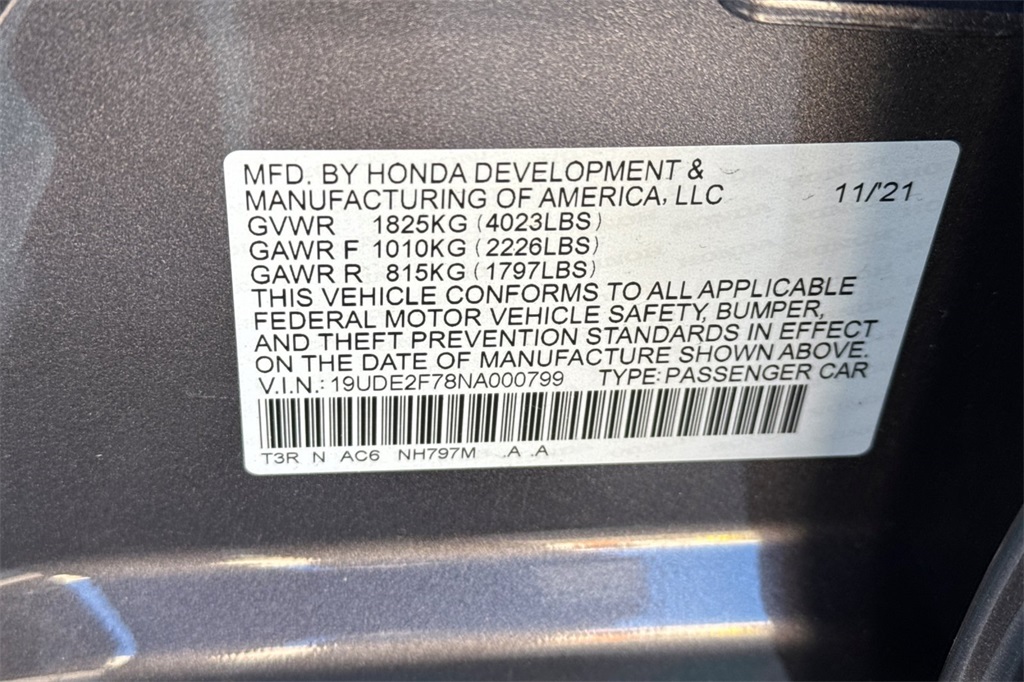 MFD. BY HONDA DEVELOPMENT &
MANUFACTURING OF AMERICA, LLC 11/'21
GVWR 1825KG (4023LBS)
GAWR F 1010KG (2226LBS)
GAWR R 815KG (1797LBS)
THIS VEHICLE CONFORMS TO ALL APPLICABLE
FEDERAL MOTOR VEHICLE SAFETY, BUMPER,
AND THEFT PREVENTION STANDARDS IN EFFECT
ON THE DATE OF MANUFACTURE SHOWN ABOVE.
V.I.N.: 19UDE2F78NA000799 TYPE: PASSENGER CAR
T3R N AC6 NH797M .A .A